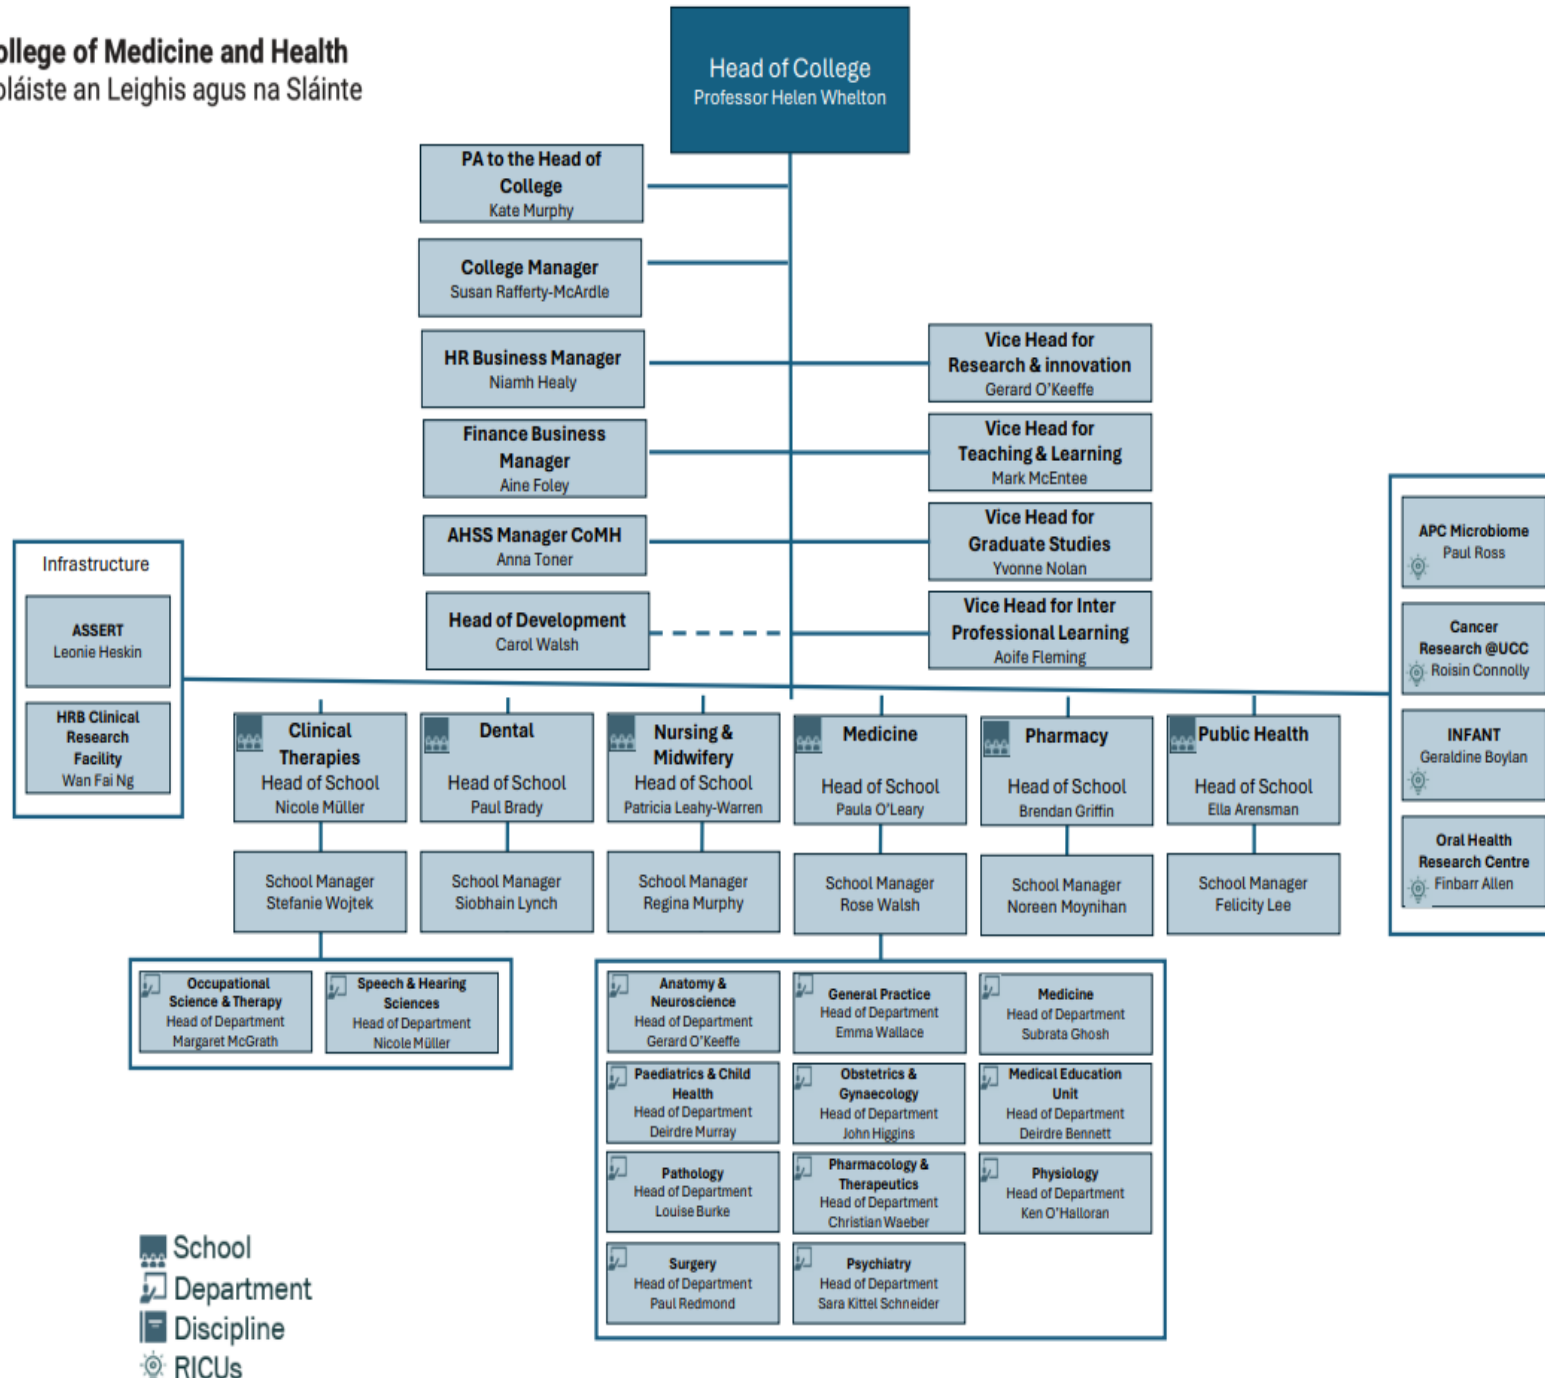 ollege of Medicine and Health
oláiste an Leighis agus na Sláinte
Head of College
Professor Helen Whelton
PA to the Head of
College
Kate Murphy
College Manager
Susan Rafferty-McArdle
HR Business Manager
Niamh Healy
Finance Business
Manager
Aine Foley
AHSS Manager CoMH
Anna Toner
Head of Development
Carol Walsh
Vice Head for
Research & innovation
Gerard O'Keeffe
Vice Head for
Teaching & Learning
Mark McEntee
Vice Head for
Graduate Studies
Yvonne Nolan
Vice Head for Inter
Professional Learning
Aoife Fleming
Infrastructure
ASSERT
Leonie Heskin
HRB Clinical
Research
Facility
Wan Fai Ng
APC Microbiome
Paul Ross
Cancer
Research @UCC
Roisin Connolly
INFANT
Geraldine Boylan
Oral Health
Research Centre
Finbarr Allen
Clinical
Therapies
Head of School
Nicole Müller
Dental
Head of School
Paul Brady
Nursing &
Midwifery
Head of School
Patricia Leahy-Warren
Medicine
Head of School
Paula O'Leary
Pharmacy
Head of School
Brendan Griffin
Public Health
Head of School
Ella Arensman
School Manager
Stefanie Wojtek
School Manager
Siobhain Lynch
School Manager
Regina Murphy
School Manager
Rose Walsh
School Manager
Noreen Moynihan
School Manager
Felicity Lee
Occupational
Science & Therapy
Head of Department
Margaret McGrath
Speech & Hearing
Sciences
Head of Department
Nicole Müller
Anatomy &
Neuroscience
Head of Department
Gerard O'Keeffe
General Practice
Head of Department
Emma Wallace
Medicine
Head of Department
Subrata Ghosh
Paediatrics & Child
Health
Head of Department
Deirdre Murray
Obstetrics &
Gynaecology
Head of Department
John Higgins
Medical Education
Unit
Head of Department
Deirdre Bennett
Pathology
Head of Department
Louise Burke
Pharmacology &
Therapeutics
Head of Department
Christian Waeber
Physiology
Head of Department
Ken O'Halloran
Surgery
Head of Department
Paul Redmond
Psychiatry
Head of Department
Sara Kittel Schneider
School
Department
Discipline
RICUs